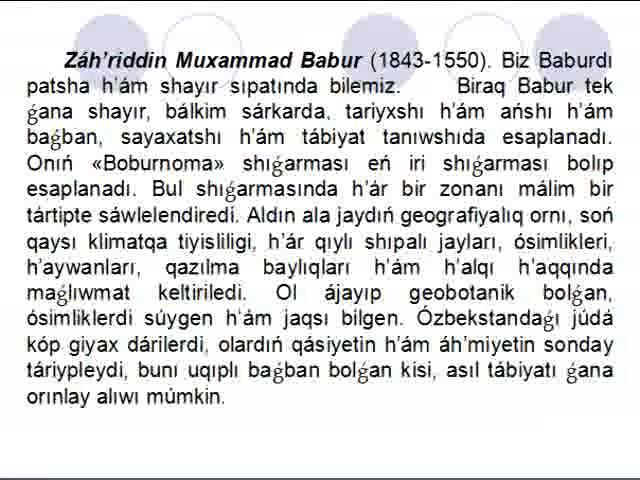 Záh’riddin Muxammad Babur (1843-1550). Biz Baburdı
patsha h’ám shayır sıpatında bilemiz. Biraq Babur tek
ǵana shayır, bálkim sárkarda, tariyxshı h’ám ańshı h’ám
baǵban, sayaxatshı h’ám tábiyat tanıwshıda esaplanadı.
Onıń «Boburnoma» shıǵarması eń iri shıǵarması bolıp
esaplanadı. Bul shıǵarmasında h’ár bir zonanı málim bir
tártipte sáwlelendiredi. Aldın ala jaydıń geografiyalıq ornı, soń
qaysı klimatqa tiyisliligi, h’ár qıylı shıpalı jayları, ósimlikleri,
h’aywanları, qazılma baylıqları h’ám h’alqı h’aqqında
maǵlıwmat keltiriledi. Ol ájayıp geobotanik bolǵan,
ósimliklerdi súygen h‘ám jaqsı bilgen. Ózbekstandaǵı júdá
kóp giyax dárilerdi, olardıń qásiyetin h’ám áh’miyetin sonday
táriypleydi, bunı uqıplı baǵban bolǵan kisi, asıl tábiyatı ǵana
orınlay alıwı múmkin.